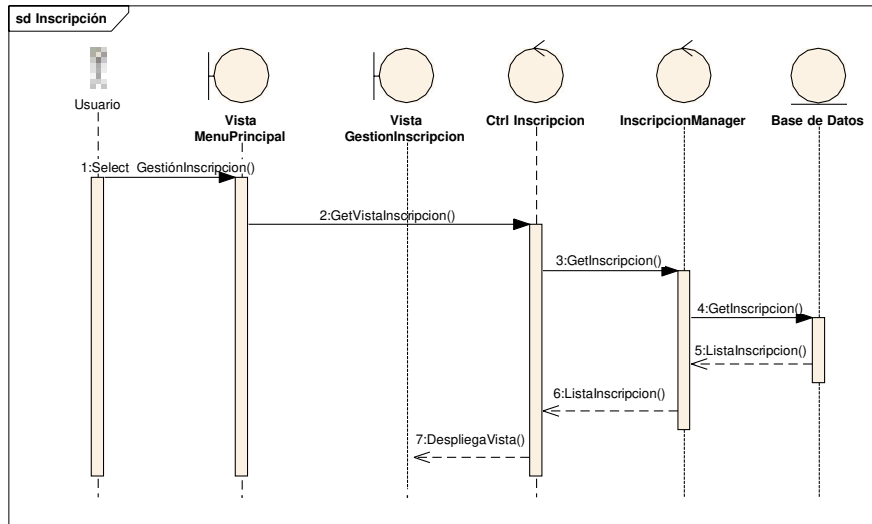 sd Inscripción
Usuario
Vista
MenuPrincipal
Vista
GestionInscripcion
Ctrl Inscripcion
InscripcionManager
Base de Datos
1:Select GestiónInscripcion()
2:GetVistaInscripcion()
3:GetInscripcion()
4:GetInscripcion()
5:ListaInscripcion()
6:ListaInscripcion()
7:DespliegaVista()